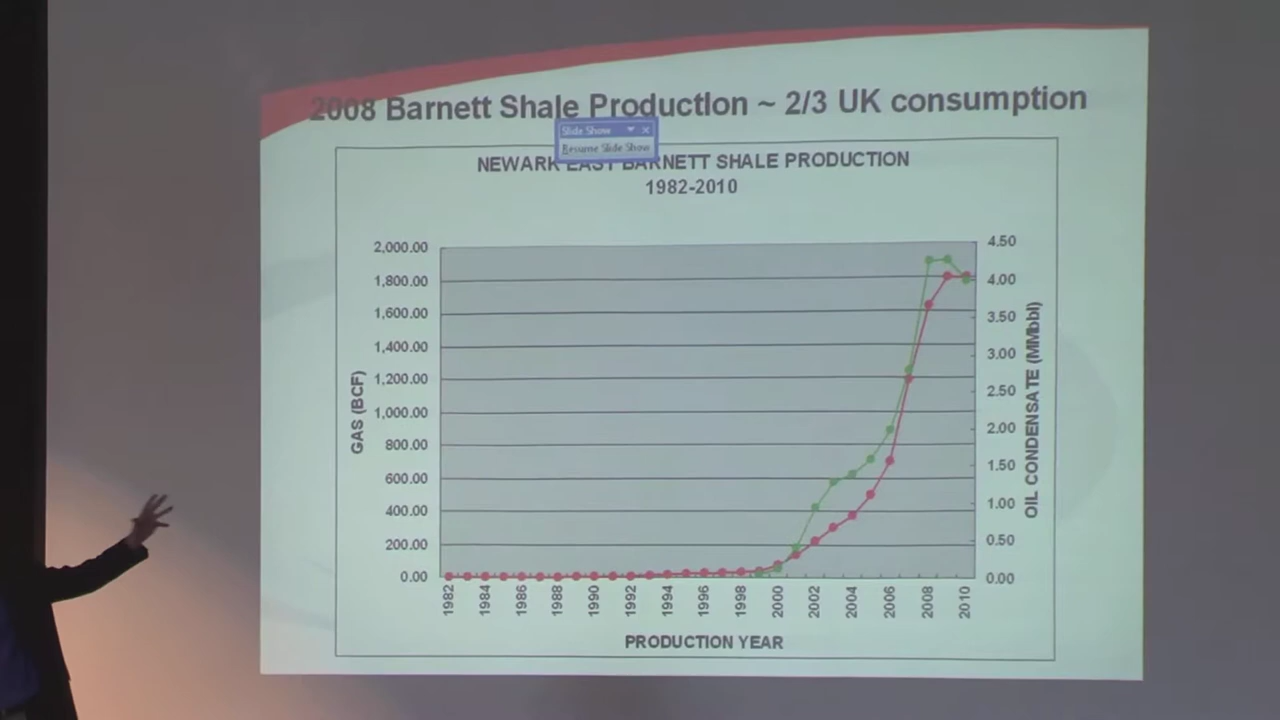 2008 Barnett Shale Production ~ 2/3 UK consumption
Slide Show
Resume Slide Show
NEWARK EAST BARNETT SHALE PRODUCTION
1982-2010
2,000.00
1,800.00
1,600.00
1,400.00
1,200.00
1,000.00
800.00
600.00
400.00
200.00
0.00
GAS (BCF)
4.50
4.00
3.50
3.00
2.50
2.00
1.50
1.00
0.50
0.00
OIL CONDENSATE (MMbbl)
1982 1984 1986 1988 1990 1992 1994 1996 1998 2000 2002 2004 2006 2008 2010
PRODUCTION YEAR